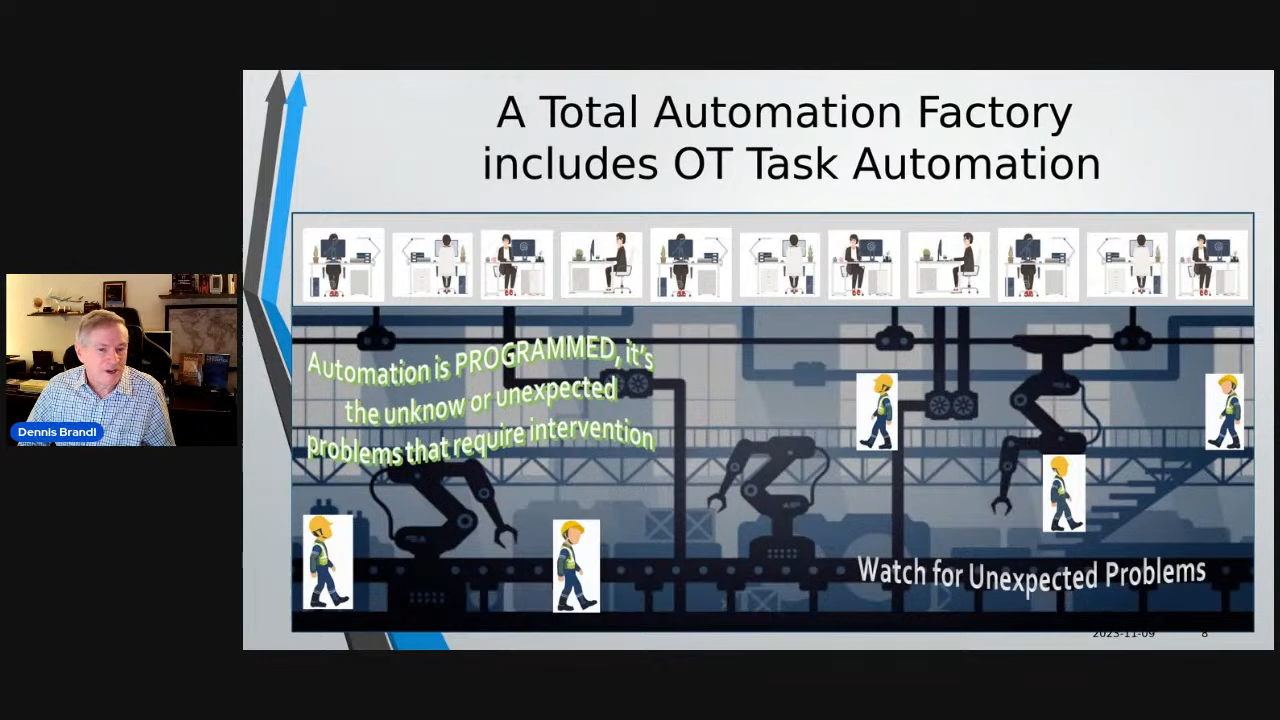 A Total Automation Factory
includes OT Task Automation
Automation is PROGRAMMED, it's
the unknow or unexpected
problems that require intervention
Dennis Brandl
Watch for Unexpected Problems
2023-11-09 8